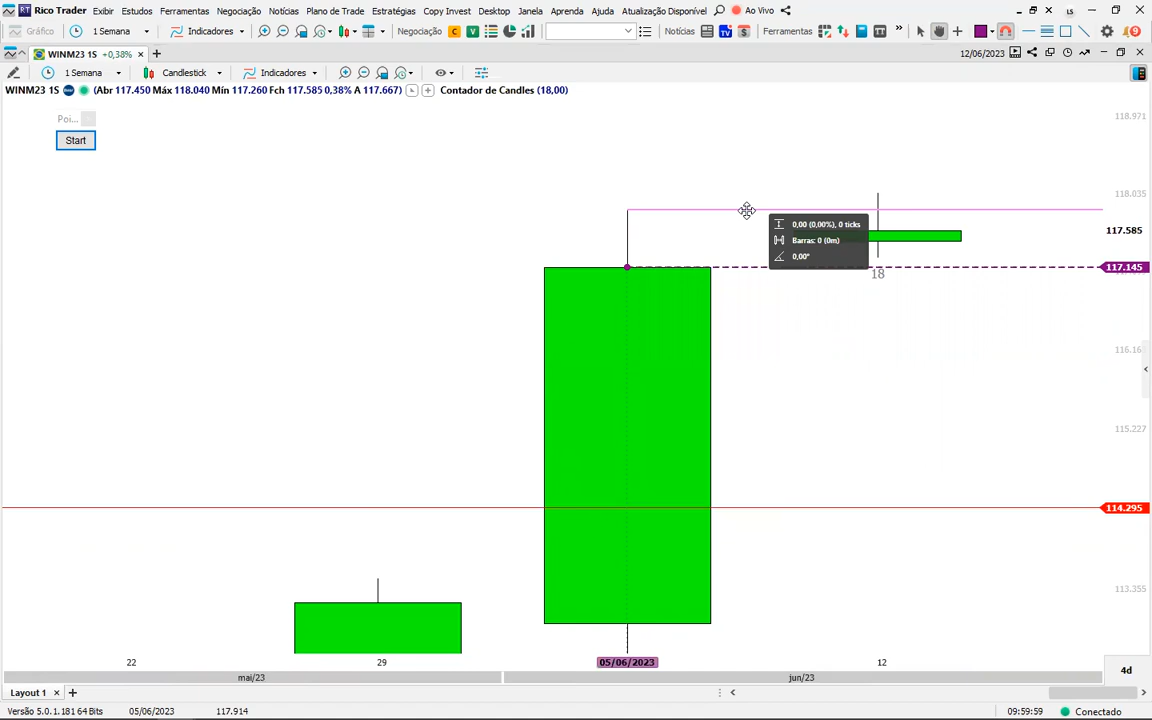 Rico Trader Exibir Estudos Ferramentas Negociação Notícias Plano de Trade Estratégias Copy Invest Desktop Janela Aprenda Ajuda Atualização Disponível Ao Vivo LS
Gráfico 1 Semana Indicadores Negociação C V Notícias TV $ Ferramentas TT » T 9
WINM23 +0,38% × + 12/06/2023
1 Semana Candlestick Indicadores
WINM23 1S (Abr 117.450 Máx 118.040 Mín 117.260 Fch 117.585 0,38% A 117.667) Contador de Candles (18,00)
118.971
Poi...
Start
118.035
0,00 (0,00%), 0 ticks
117.585
Barras: 0 (0m)
0,00°
117.145
18
116.16
115.227
114.295
113.355
22 29 05/06/2023 12
mai/23 jun/23 4d
Layout 1 × +
Versão 5.0.1.181 64 Bits 05/06/2023 117.914 09:59:59 Conectado